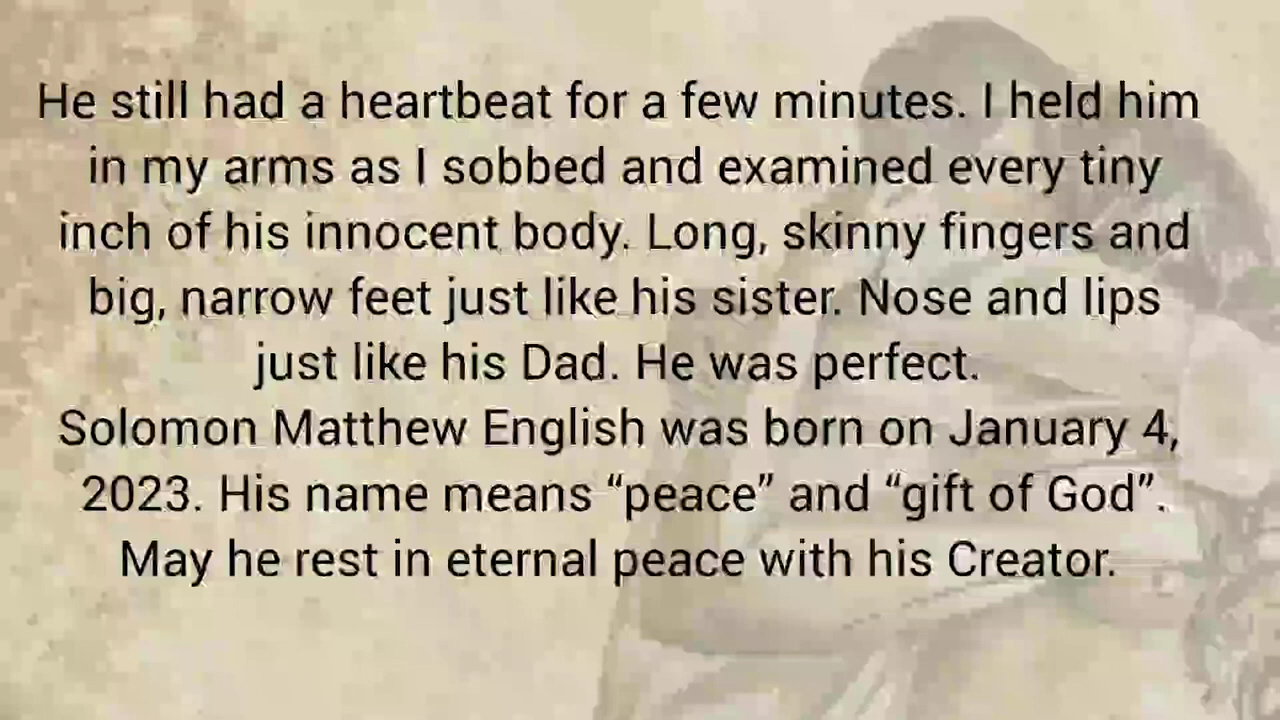 He still had a heartbeat for a few minutes. I held him
in my arms as I sobbed and examined every tiny
inch of his innocent body. Long, skinny fingers and
big, narrow feet just like his sister. Nose and lips
just like his Dad. He was perfect.
Solomon Matthew English was born on January 4,
2023. His name means “peace” and “gift of God”.
May he rest in eternal peace with his Creator.